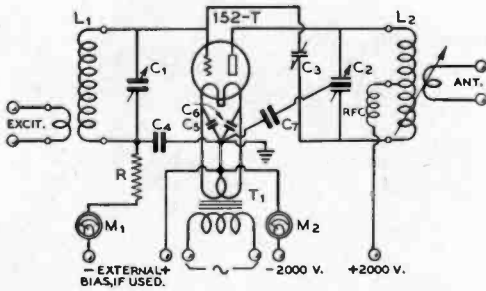 L1
152-T
L2
C1
C3
C2
EXCIT.
C6
C5
C7
RFC
ANT.
C4
R
T1
M1
M2
– EXTERNAL +
BIAS, IF USED.
~
–2000 V.
+2000 V.